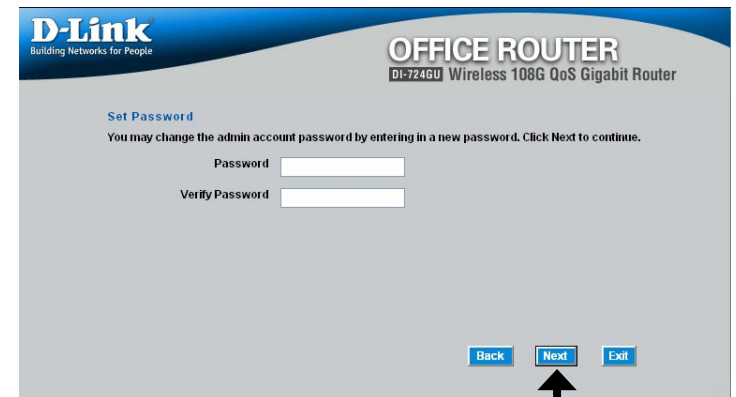 D-Link
Building Networks for People
OFFICE ROUTER
DI-724GU Wireless 108G QoS Gigabit Router
Set Password
You may change the admin account password by entering in a new password. Click Next to continue.
Password
Verify Password
Back Next Exit